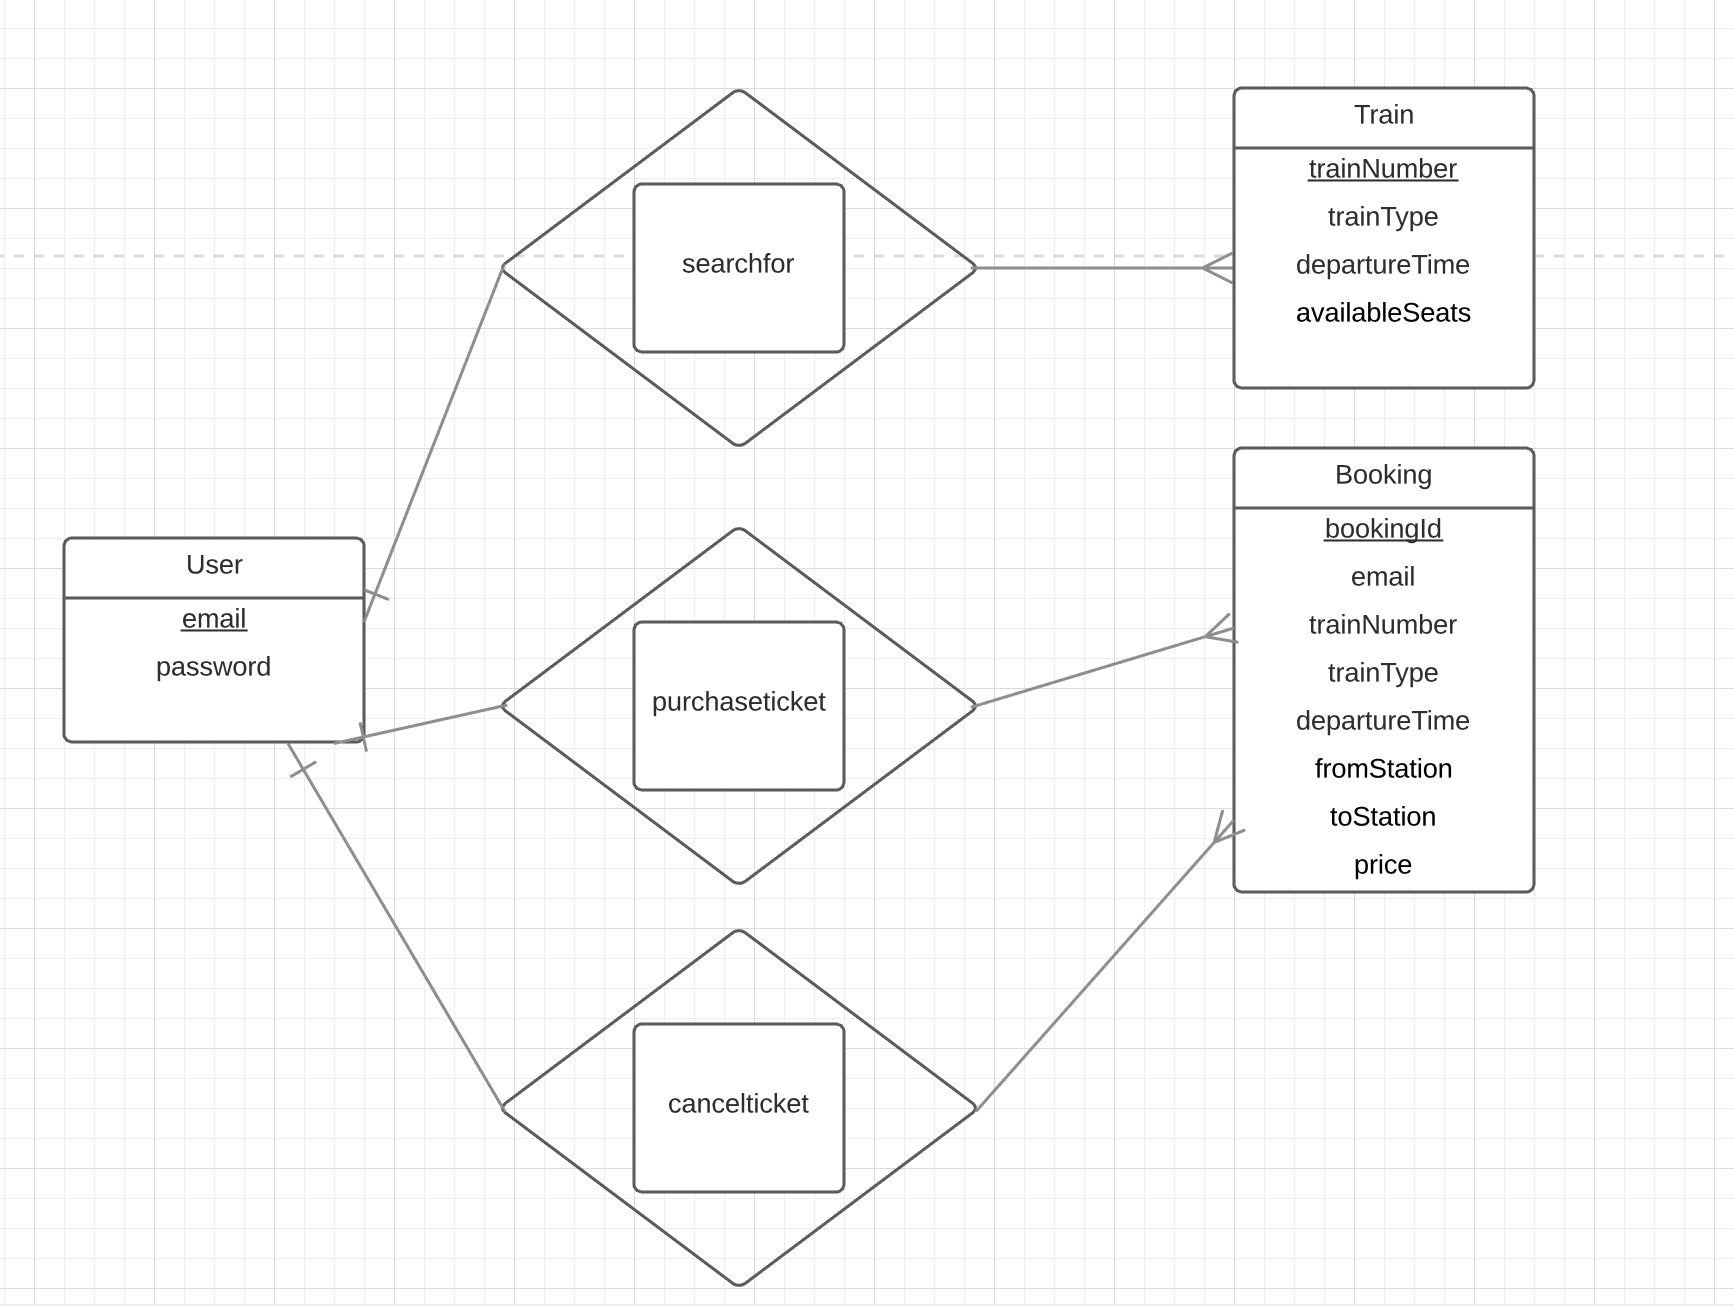 Train
trainNumber
trainType
departureTime
availableSeats
searchfor
User
email
password
purchaseticket
Booking
bookingId
email
trainNumber
trainType
departureTime
fromStation
toStation
price
cancelticket